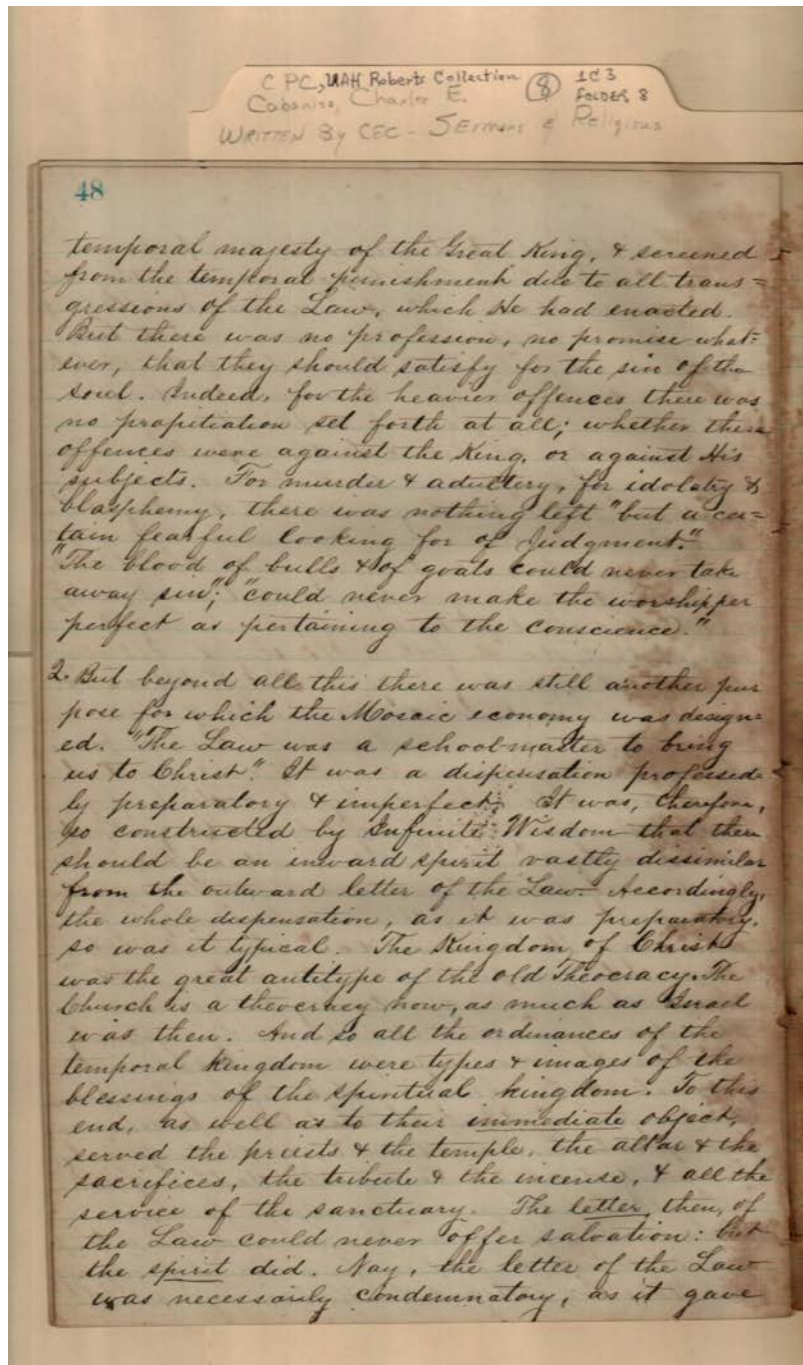 CPC, UAH Roberts Collection (8) 1C3
Cabaniss, Charles E. FOLDER 8
WRITTEN By CEC - Sermons & Religious
48
temporal majesty of the Great King, & screened
from the temporal punishment due to all trans=
gressions of the Law, which He had enacted.
But there was no profession, no promise what=
ever, that they should satisfy for the sin of the
soul. Indeed, for the heavier offences there was
no propitiation set forth at all; whether these
offences were against the King, or against His
subjects. For murder & adultery, for idolatry &
blasphemy, there was nothing left "but a cer=
tain fearful looking for of Judgment."
"The blood of bulls & of goats could never take
away sin"; "could never make the worshipper
perfect as pertaining to the conscience."
2. But beyond all this there was still another pur
pose for which the Mosaic economy was design=
ed. "The Law was a schoolmaster to bring
us to Christ." It was a dispensation professed=
ly preparatory & imperfect; It was, therefore,
so constructed by Infinite Wisdom that there
should be an inward spirit vastly dissimilar
from the outward letter of the Law. Accordingly,
the whole dispensation, as it was preparatory,
so was it typical. The Kingdom of Christ
was the great antitype of the old Theocracy. The
Church is a theocracy now, as much as Israel
was then. And so all the ordinances of the
temporal kingdom were types & images of the
blessings of the spiritual kingdom. To this
end, as well as to their immediate object,
served the priests & the temple, the altar & the
sacrifices, the tribute & the incense, & all the
service of the sanctuary. The letter, then, of
the Law could never offer salvation: but
the spirit did. Nay, the letter of the Law
was necessarily condemnatory, as it gave